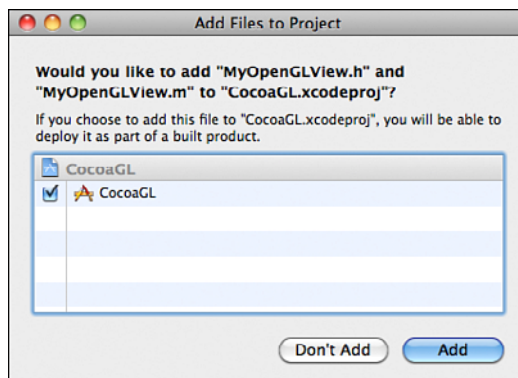 Add Files to Project
Would you like to add "MyOpenGLView.h" and
"MyOpenGLView.m" to "CocoaGL.xcodeproj"?
If you choose to add this file to "CocoaGL.xcodeproj", you will be able to
deploy it as part of a built product.
CocoaGL
CocoaGL
Don't Add
Add